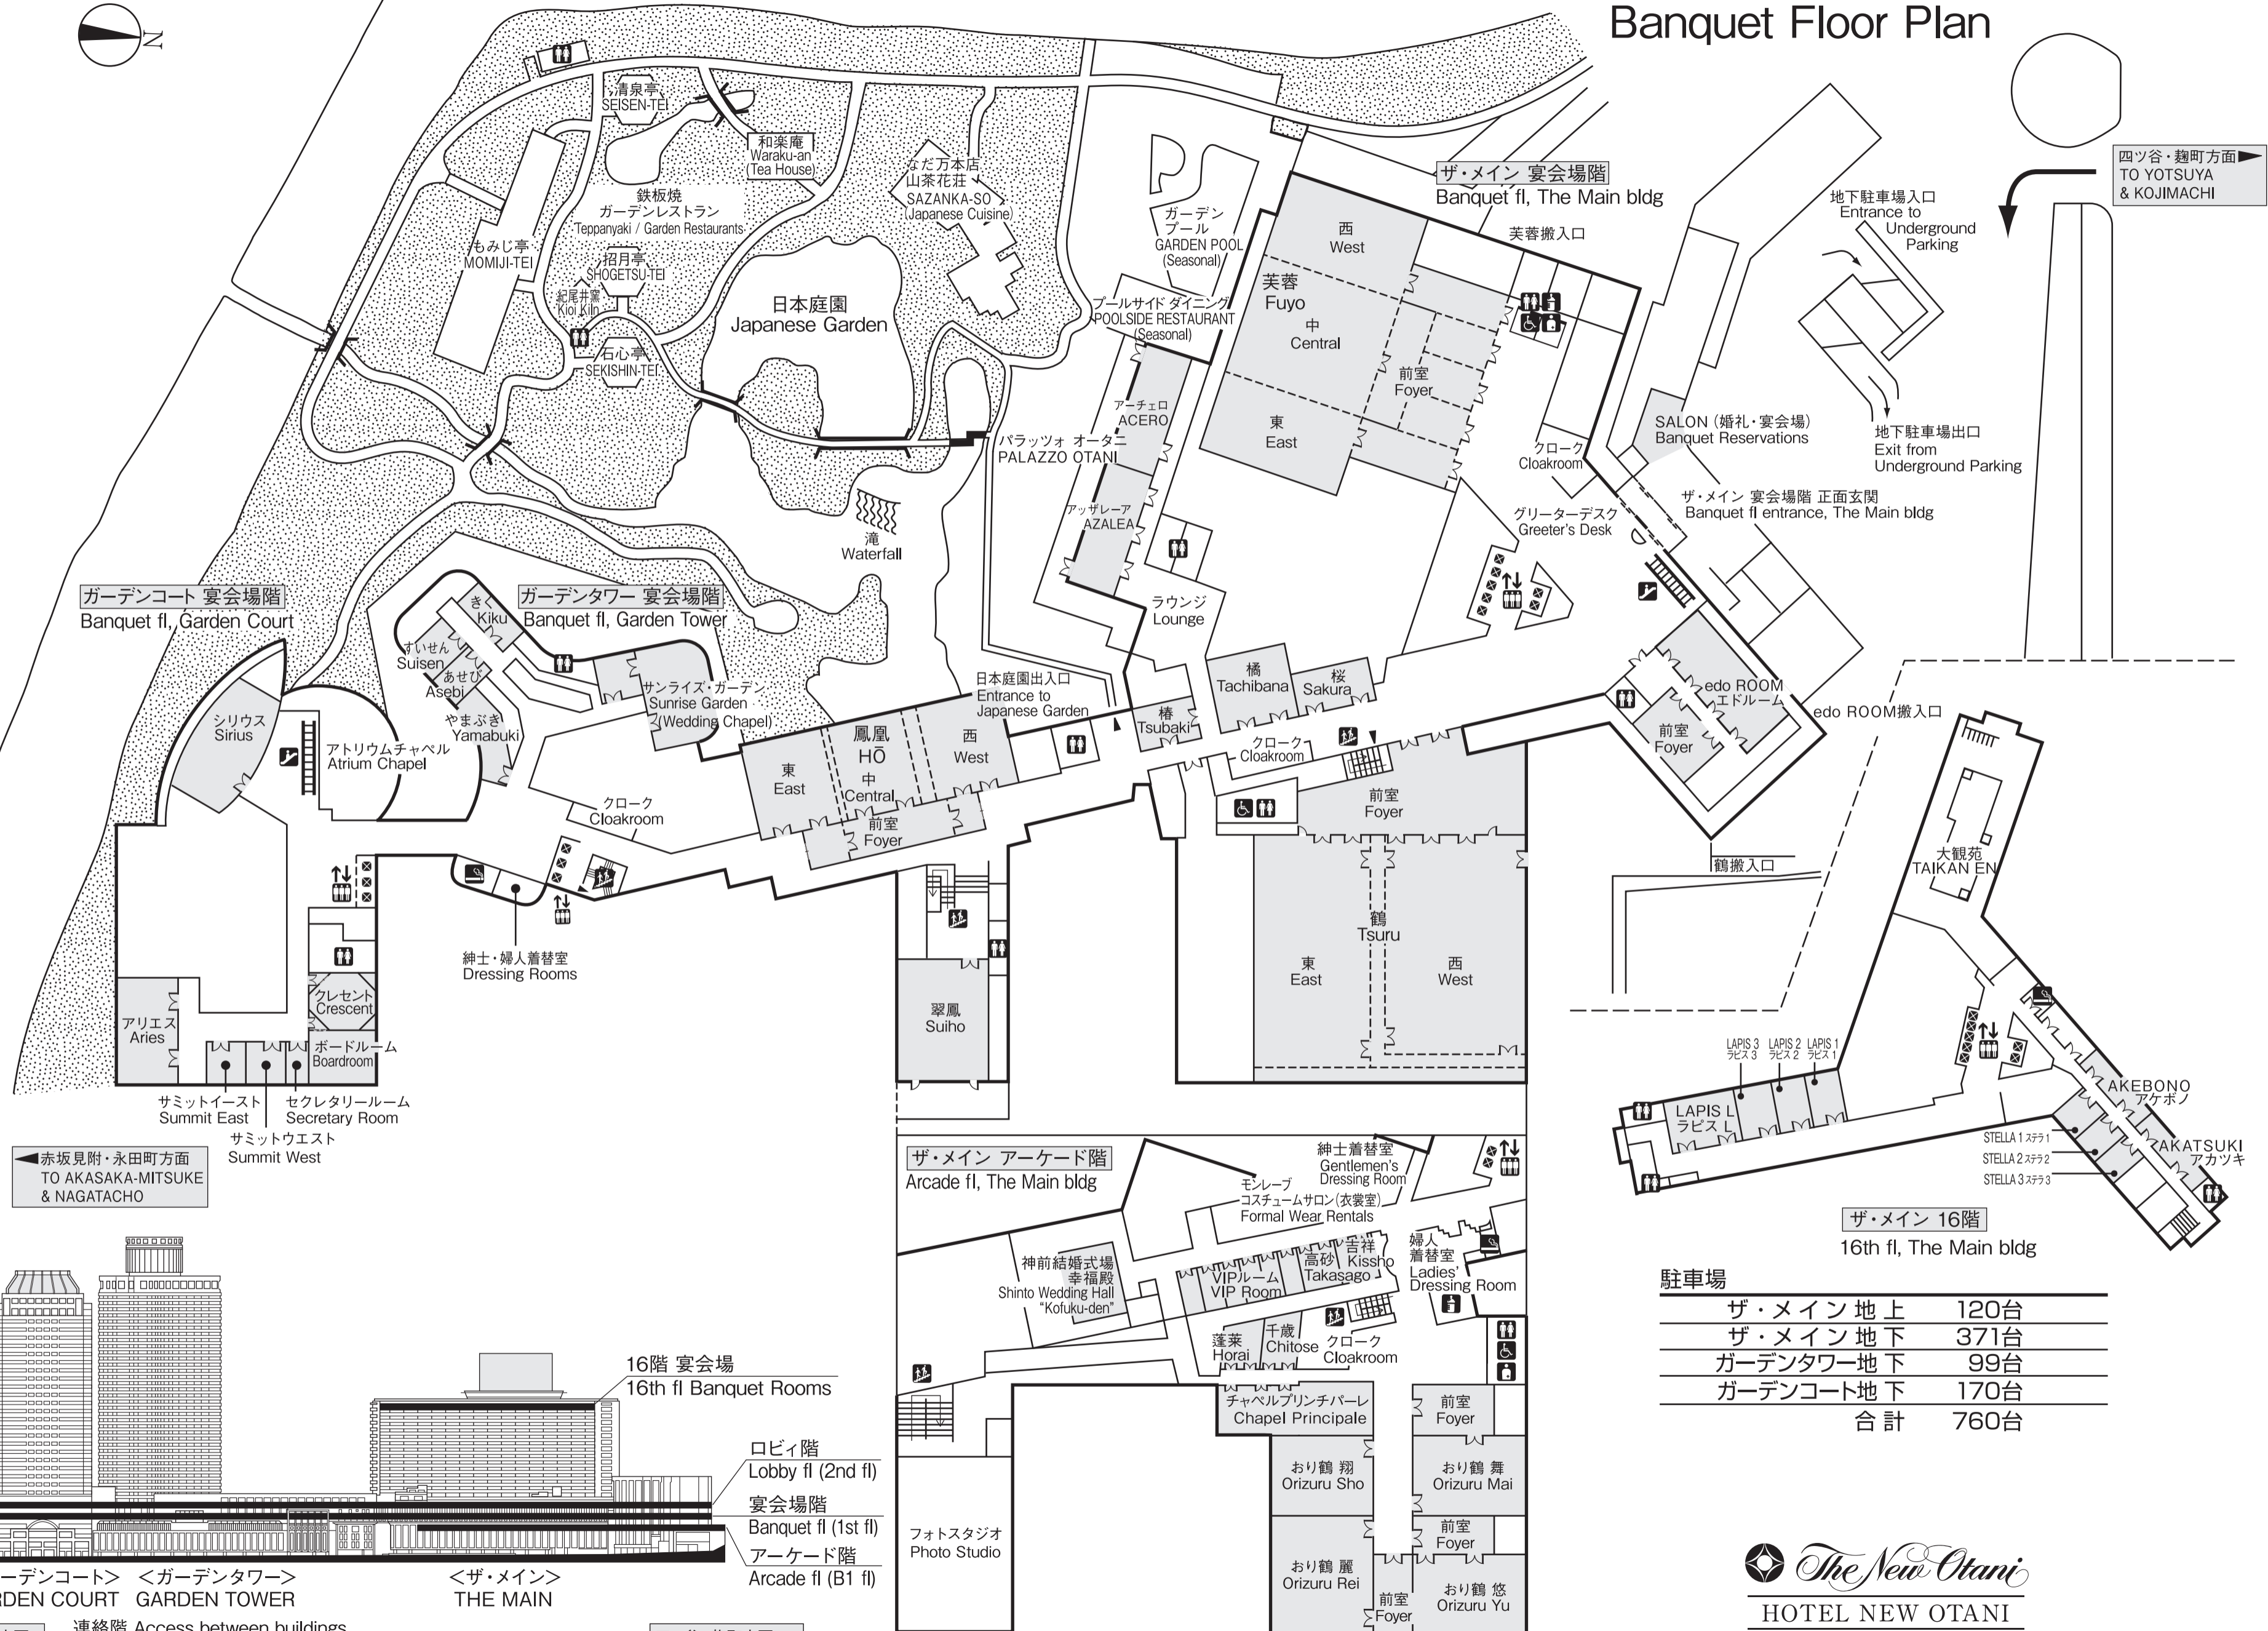 Banquet Floor Plan
N
清泉亭
SEISEN-TEI
和楽庵
Waraku-an
(Tea House)
なだ万本店
山茶花荘
SAZANKA-SO
(Japanese Cuisine)
鉄板焼
ガーデンレストラン
Teppanyaki / Garden Restaurants
もみじ亭
MOMIJI-TEI
招月亭
SHOGETSU-TEI
紀尾井窯
Kioi Kiln
石心亭
SEKISHIN-TEI
日本庭園
Japanese Garden
滝
Waterfall
ガーデン
プール
GARDEN POOL
(Seasonal)
プールサイド ダイニング
POOLSIDE RESTAURANT
(Seasonal)
アーチェロ
ACERO
パラッツォ オータニ
PALAZZO OTANI
アッザレーア
AZALEA
ラウンジ
Lounge
ザ・メイン 宴会場階
Banquet fl, The Main bldg
西
West
芙蓉
Fuyo
中
Central
東
East
前室
Foyer
芙蓉搬入口
クローク
Cloakroom
グリーターデスク
Greeter's Desk
SALON (婚礼・宴会場)
Banquet Reservations
ザ・メイン 宴会場階 正面玄関
Banquet fl entrance, The Main bldg
地下駐車場入口
Entrance to
Underground
Parking
地下駐車場出口
Exit from
Underground Parking
四ツ谷・麹町方面
TO YOTSUYA
& KOJIMACHI
ガーデンコート 宴会場階
Banquet fl, Garden Court
ガーデンタワー 宴会場階
Banquet fl, Garden Tower
きく
Kiku
すいせん
Suisen
あせび
Asebi
やまぶき
Yamabuki
シリウス
Sirius
アトリウムチャペル
Atrium Chapel
サンライズ・ガーデン
Sunrise Garden
(Wedding Chapel)
クローク
Cloakroom
東
East
鳳凰
HŌ
中
Central
西
West
前室
Foyer
日本庭園出入口
Entrance to
Japanese Garden
椿
Tsubaki
橘
Tachibana
桜
Sakura
クローク
Cloakroom
edo ROOM
エドルーム
前室
Foyer
edo ROOM搬入口
前室
Foyer
鶴
Tsuru
東
East
西
West
鶴搬入口
翠鳳
Suiho
紳士・婦人着替室
Dressing Rooms
クレセント
Crescent
ボードルーム
Boardroom
アリエス
Aries
サミットイースト
Summit East
セクレタリールーム
Secretary Room
サミットウエスト
Summit West
赤坂見附・永田町方面
TO AKASAKA-MITSUKE
& NAGATACHO
大観苑
TAIKAN EN
LAPIS 3
ラピス 3
LAPIS 2
ラピス 2
LAPIS 1
ラピス 1
LAPIS L
ラピス L
AKEBONO
アケボノ
AKATSUKI
アカツキ
STELLA 1 ステラ 1
STELLA 2 ステラ 2
STELLA 3 ステラ 3
ザ・メイン 16階
16th fl, The Main bldg
ザ・メイン アーケード階
Arcade fl, The Main bldg
紳士着替室
Gentlemen's
Dressing Room
モンレーブ
コスチュームサロン(衣裳室)
Formal Wear Rentals
神前結婚式場
幸福殿
Shinto Wedding Hall
"Kofuku-den"
VIPルーム
VIP Room
高砂
Takasago
吉祥
Kissho
婦人
着替室
Ladies'
Dressing Room
蓬莱
Horai
千歳
Chitose
クローク
Cloakroom
チャペルプリンチパーレ
Chapel Principale
前室
Foyer
おり鶴 翔
Orizuru Sho
おり鶴 舞
Orizuru Mai
前室
Foyer
おり鶴 麗
Orizuru Rei
前室
Foyer
おり鶴 悠
Orizuru Yu
フォトスタジオ
Photo Studio
駐車場
ザ・メイン 地上 120台
ザ・メイン 地下 371台
ガーデンタワー地下 99台
ガーデンコート地下 170台
合計 760台
16階 宴会場
16th fl Banquet Rooms
ロビィ階
Lobby fl (2nd fl)
宴会場階
Banquet fl (1st fl)
アーケード階
Arcade fl (B1 fl)
ーデンコート>
RDEN COURT
<ガーデンタワー>
GARDEN TOWER
<ザ・メイン>
THE MAIN
連絡階 Access between buildings
The New Otani
HOTEL NEW OTANI